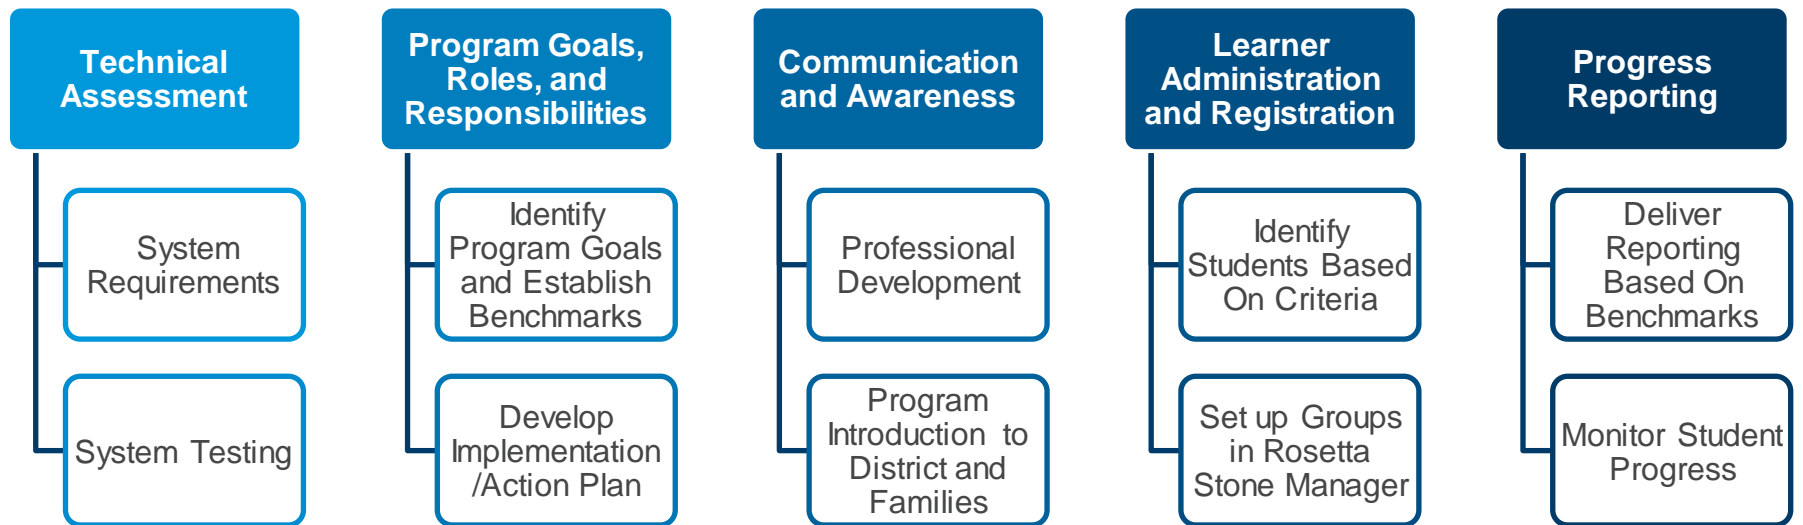 Technical
Assessment
System
Requirements
System Testing
Program Goals,
Roles, and
Responsibilities
Identify
Program Goals
and Establish
Benchmarks
Develop
Implementation
/Action Plan
Communication
and Awareness
Professional
Development
Program
Introduction to
District and
Families
Learner
Administration
and Registration
Identify
Students Based
On Criteria
Set up Groups
in Rosetta
Stone Manager
Progress
Reporting
Deliver
Reporting
Based On
Benchmarks
Monitor Student
Progress